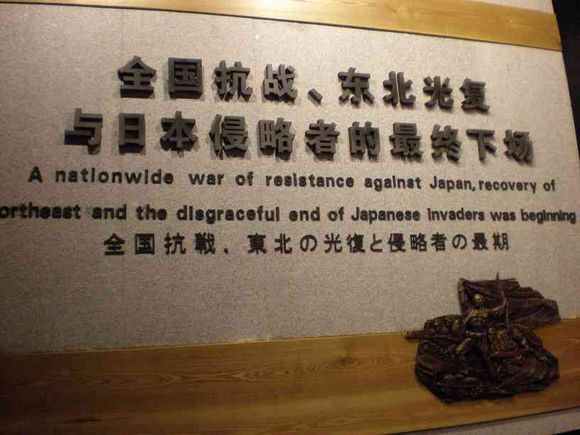 全国抗战、东北光复
与日本侵略者的最终下场
A nationwide war of resistance against Japan, recovery of
ortheast and the disgraceful end of Japanese invaders was beginning
全国抗戦、東北の光復と侵略者の最期